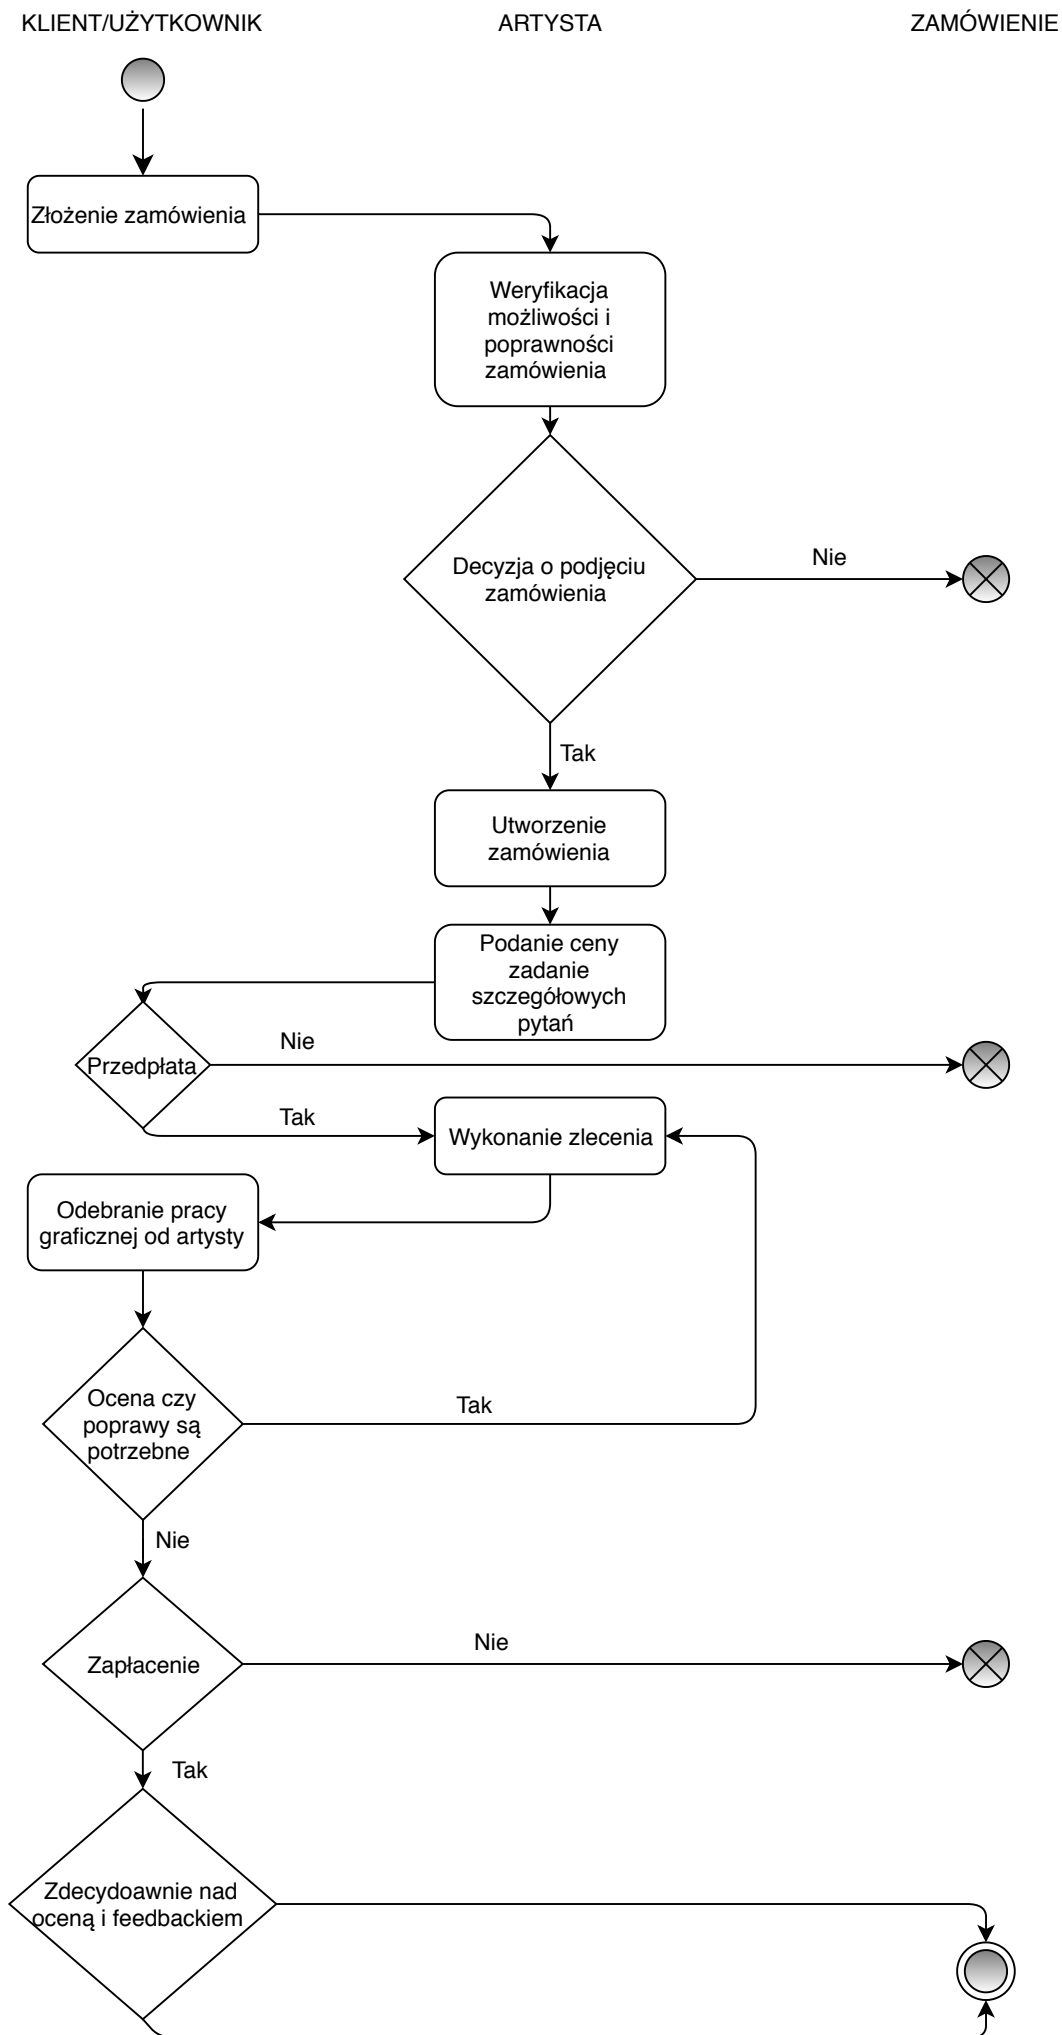 KLIENT/UŻYTKOWNIK
ARTYSTA
ZAMÓWIENIE
Złożenie zamówienia
Weryfikacja
możliwości i
poprawności
zamówienia
Decyzja o podjęciu
zamówienia
Nie
Tak
Utworzenie
zamówienia
Podanie ceny
zadanie
szczegółowych
pytań
Przedpłata
Nie
Tak
Wykonanie zlecenia
Odebranie pracy
graficznej od artysty
Ocena czy
poprawy są
potrzebne
Tak
Nie
Zapłacenie
Nie
Tak
Zdecydoawnie nad
oceną i feedbackiem